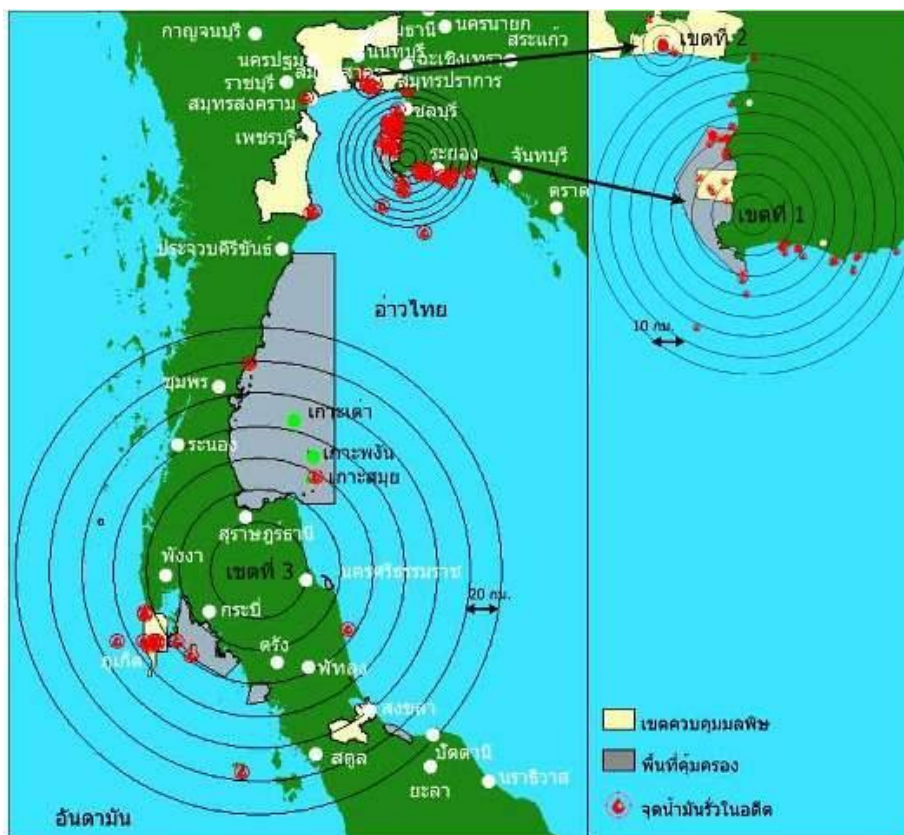 กาญจนบุรี
นครนายก
นนทบุรี
สระแก้ว
นครปฐม
ฉะเชิงเทรา
ราชบุรี
สมุทรปราการ
สมุทรสงคราม
ชลบุรี
เพชรบุรี
ระยอง
จันทบุรี
ตราด
ประจวบคีรีขันธ์
อ่าวไทย
ชุมพร
เกาะเต่า
ระนอง
เกาะพงัน
เกาะสมุย
สุราษฎร์ธานี
พังงา
เขตที่ 3
นครศรีธรรมราช
20 กม.
กระบี่
ตรัง
ภูเก็ต
พัทลุง
สงขลา
สตูล
ปัตตานี
ยะลา
นราธิวาส
อันดามัน
เขตที่ 2
เขตที่ 1
10 กม.
เขตควบคุมมลพิษ
พื้นที่คุ้มครอง
จุดน้ำมันรั่วในอดีต